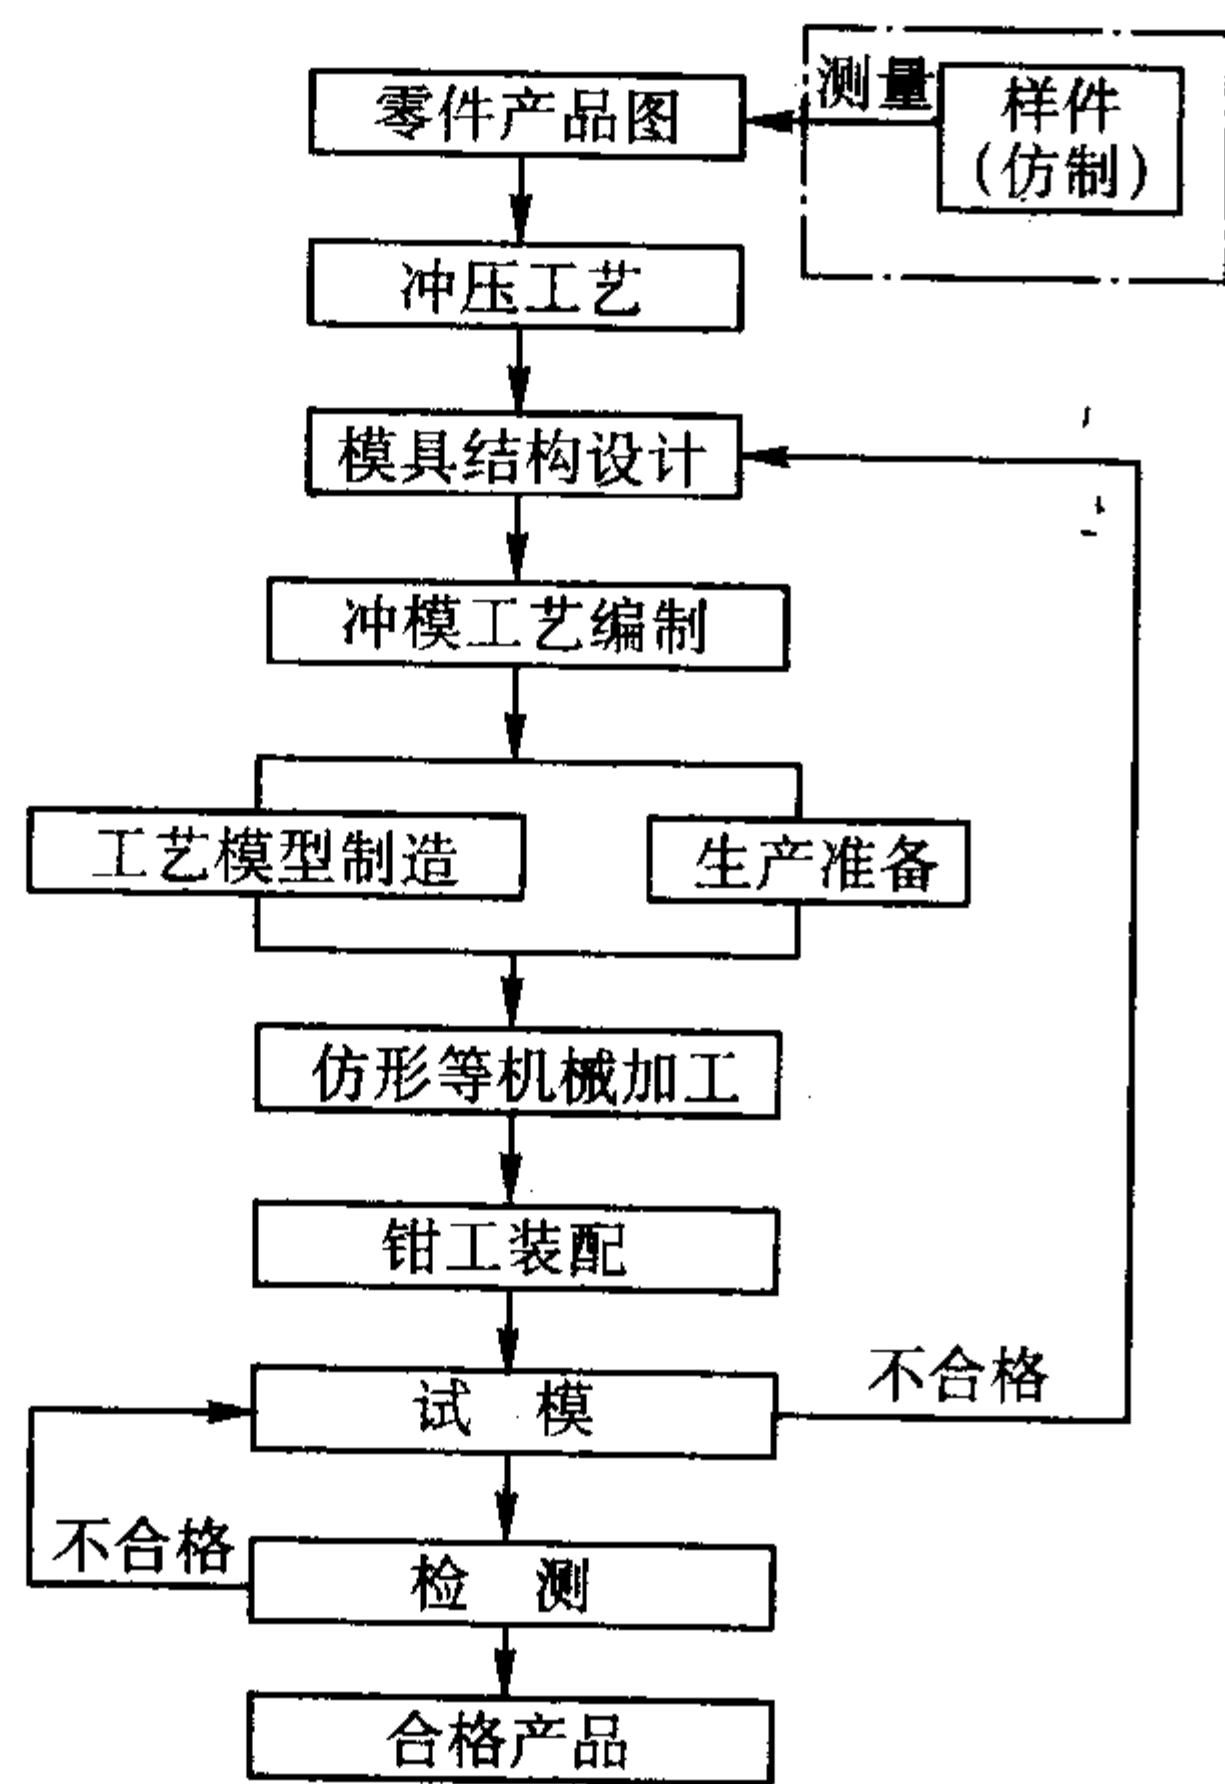 测量
样件
(仿制)
零件产品图
冲压工艺
模具结构设计
冲模工艺编制
工艺模型制造
生产准备
仿形等机械加工
钳工装配
试 模
不合格
不合格
检 测
合格产品